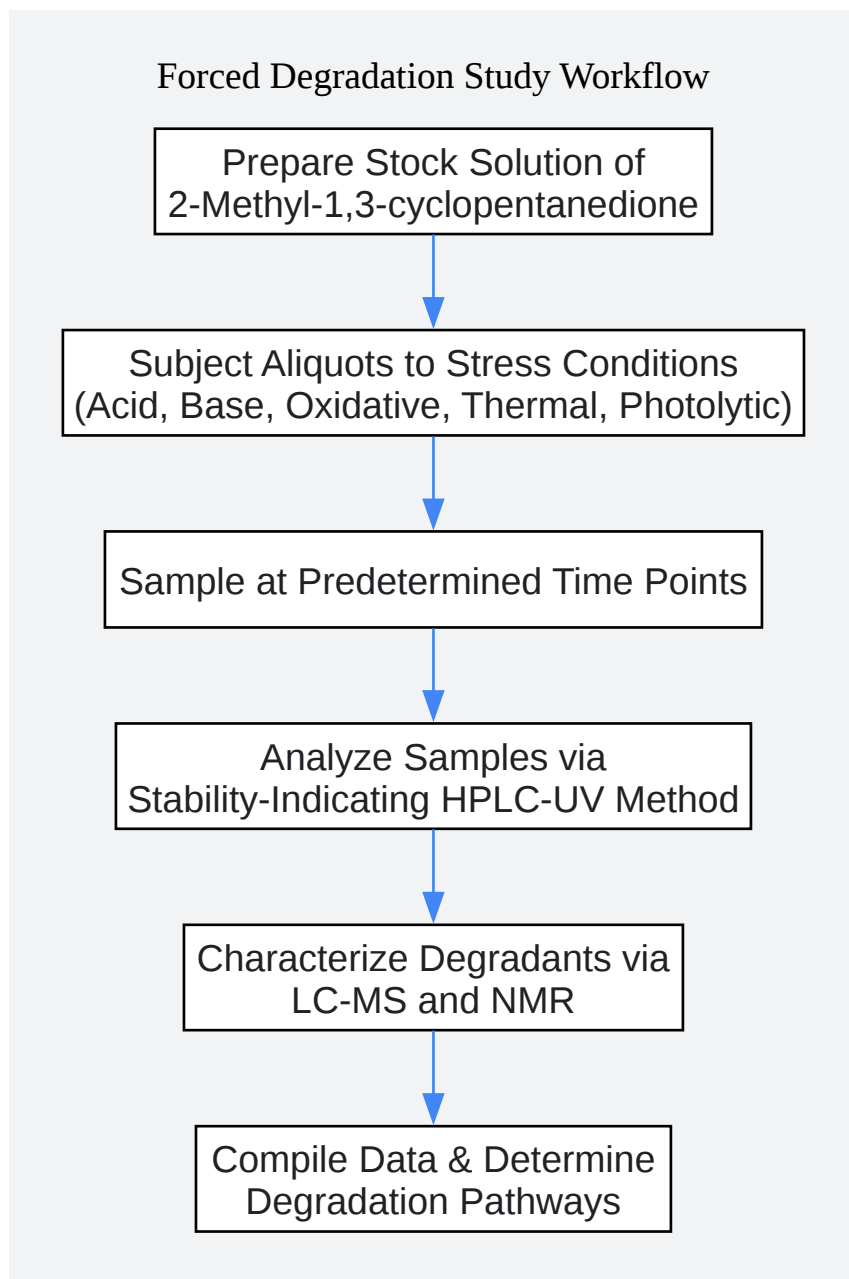 Forced Degradation Study Workflow
Prepare Stock Solution of
2-Methyl-1,3-cyclopentanedione
Subject Aliquots to Stress Conditions
(Acid, Base, Oxidative, Thermal, Photolytic)
Sample at Predetermined Time Points
Analyze Samples via
Stability-Indicating HPLC-UV Method
Characterize Degradants via
LC-MS and NMR
Compile Data & Determine
Degradation Pathways